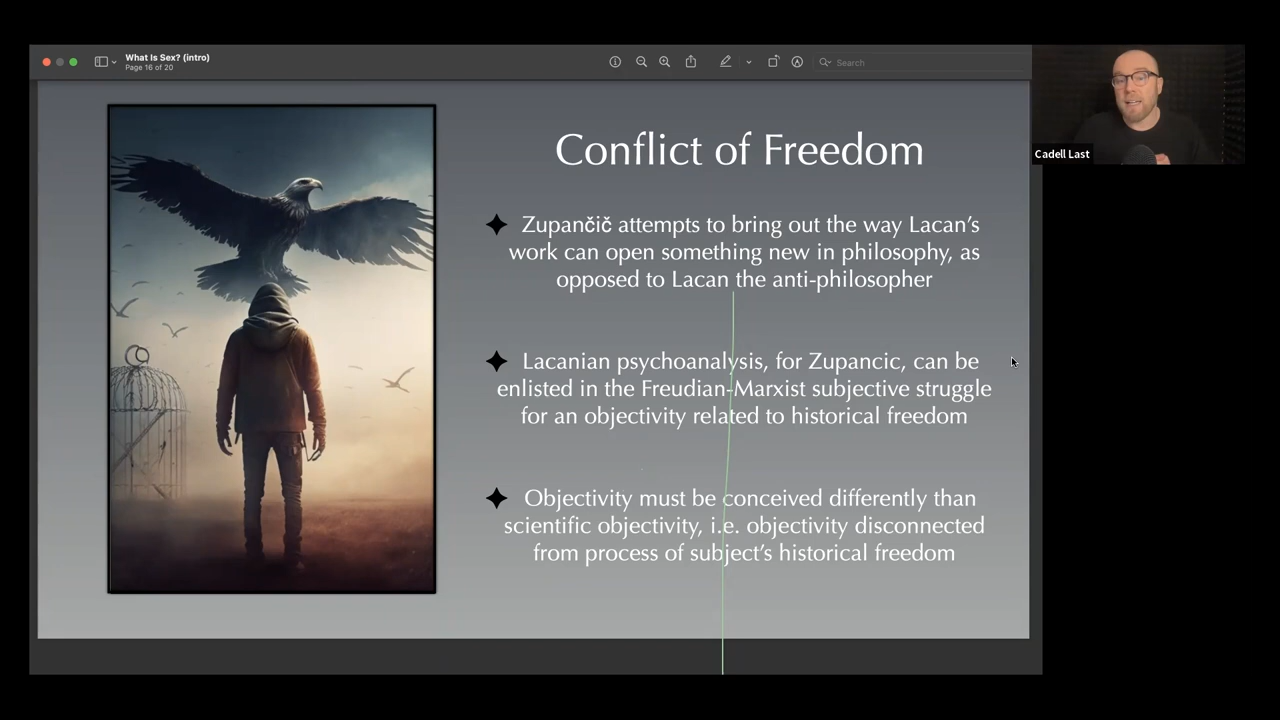 What Is Sex? (intro)
Page 16 of 20
Search
Cadell Last
Conflict of Freedom
Zupančič attempts to bring out the way Lacan’s
work can open something new in philosophy, as
opposed to Lacan the anti-philosopher
Lacanian psychoanalysis, for Zupancic, can be
enlisted in the Freudian-Marxist subjective struggle
for an objectivity related to historical freedom
Objectivity must be conceived differently than
scientific objectivity, i.e. objectivity disconnected
from process of subject’s historical freedom